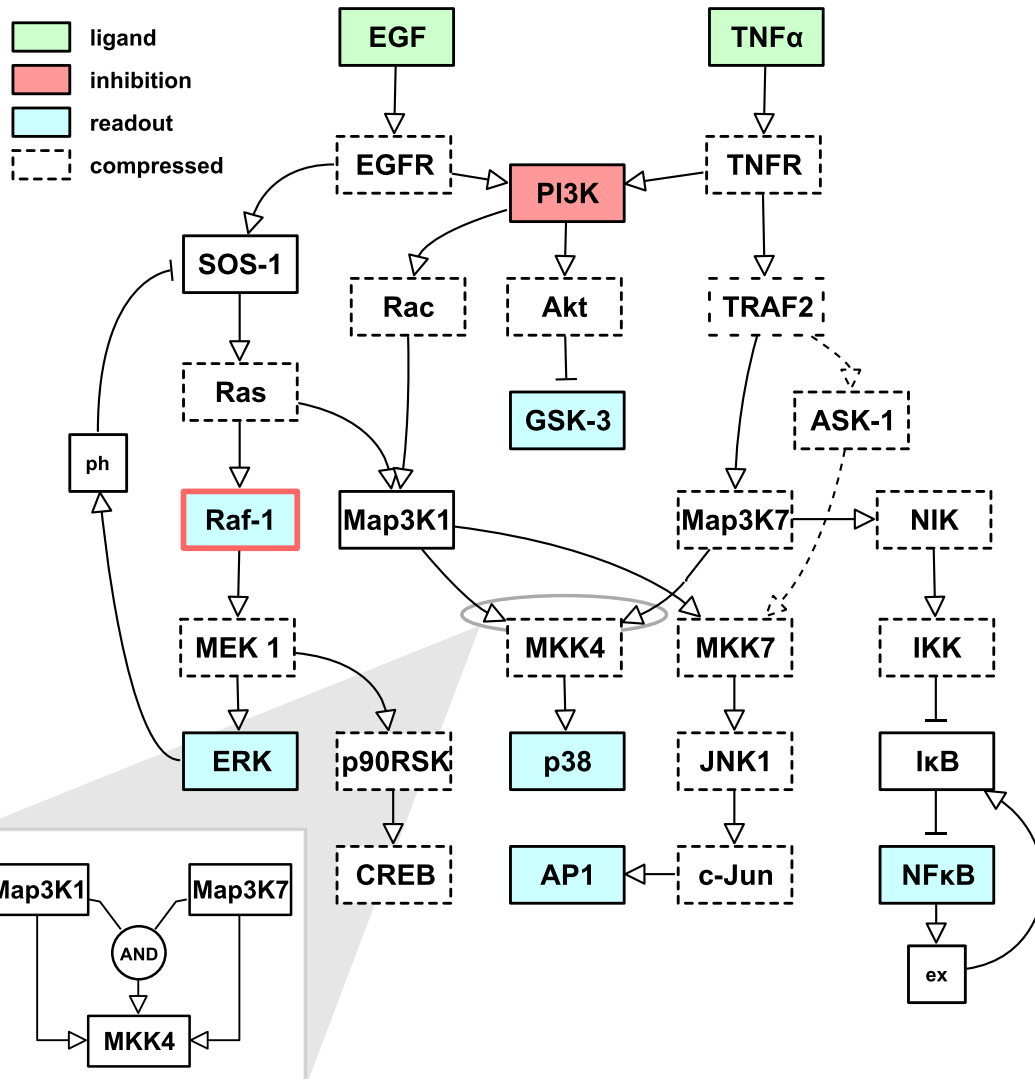 ligand
inhibition
readout
compressed
EGF
TNFα
EGFR
TNFR
PI3K
SOS-1
Rac
Akt
TRAF2
Ras
GSK-3
ASK-1
ph
Raf-1
Map3K1
Map3K7
NIK
MEK 1
MKK4
MKK7
IKK
ERK
p90RSK
p38
JNK1
IκB
CREB
AP1
c-Jun
NFκB
ex
Map3K1
Map3K7
AND
MKK4